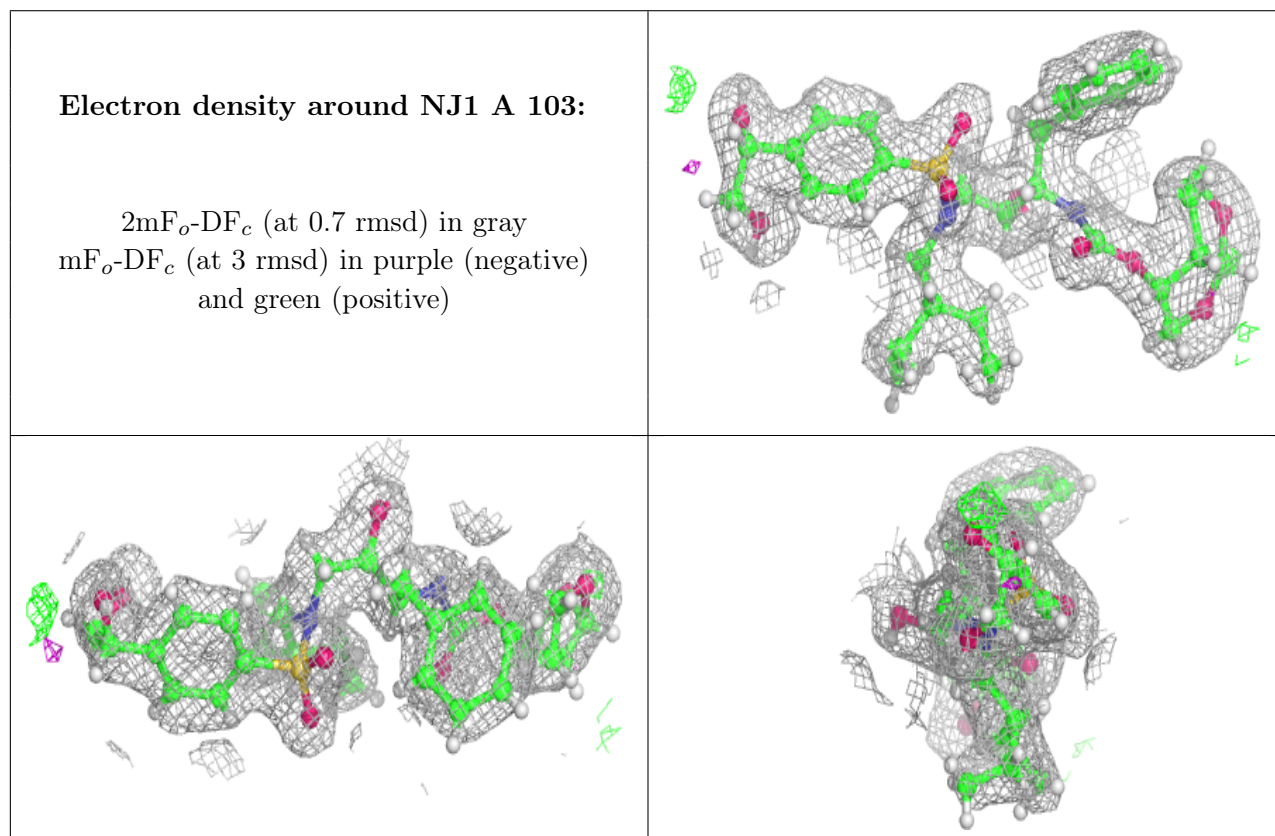 Electron density around NJ1 A 103:
2mFo-DFc (at 0.7 rmsd) in gray
mFo-DFc (at 3 rmsd) in purple (negative)
and green (positive)